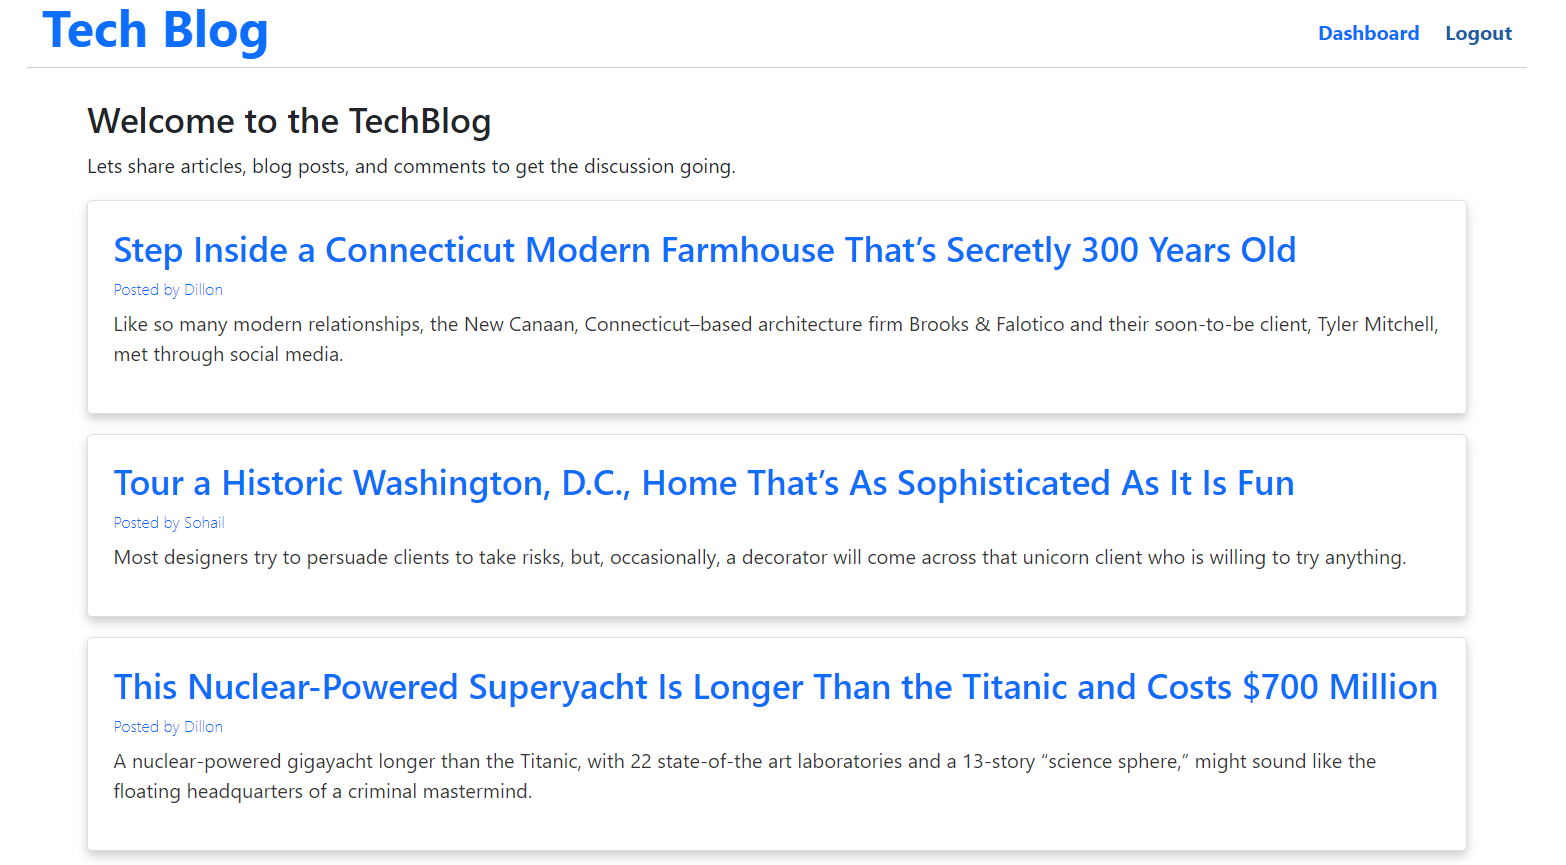 Tech Blog
Dashboard Logout
Welcome to the TechBlog
Lets share articles, blog posts, and comments to get the discussion going.
Step Inside a Connecticut Modern Farmhouse That’s Secretly 300 Years Old
Posted by Dillon
Like so many modern relationships, the New Canaan, Connecticut–based architecture firm Brooks & Falotico and their soon-to-be client, Tyler Mitchell,
met through social media.
Tour a Historic Washington, D.C., Home That’s As Sophisticated As It Is Fun
Posted by Sohail
Most designers try to persuade clients to take risks, but, occasionally, a decorator will come across that unicorn client who is willing to try anything.
This Nuclear-Powered Superyacht Is Longer Than the Titanic and Costs $700 Million
Posted by Dillon
A nuclear-powered gigayacht longer than the Titanic, with 22 state-of-the art laboratories and a 13-story “science sphere,” might sound like the
floating headquarters of a criminal mastermind.